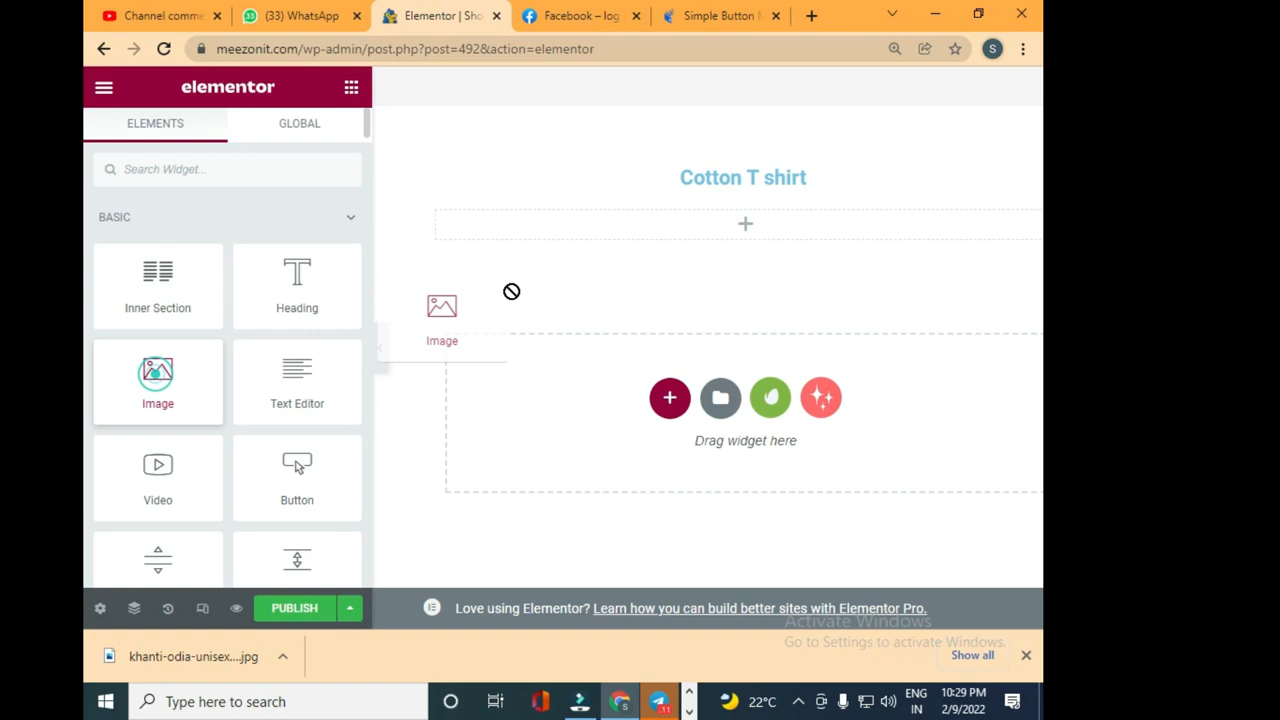 Channel comme
(33) WhatsApp
Elementor | Sho
Facebook – log
Simple Button M
meezonit.com/wp-admin/post.php?post=492&action=elementor
S
elementor
ELEMENTS
GLOBAL
Search Widget...
BASIC
Inner Section
Heading
Image
Text Editor
Video
Button
PUBLISH
Cotton T shirt
Image
Drag widget here
Love using Elementor? Learn how you can build better sites with Elementor Pro.
Activate Windows
Go to Settings to activate Windows.
khanti-odia-unisex....jpg
Show all
Type here to search
11
22°C
ENG
IN
10:29 PM
2/9/2022